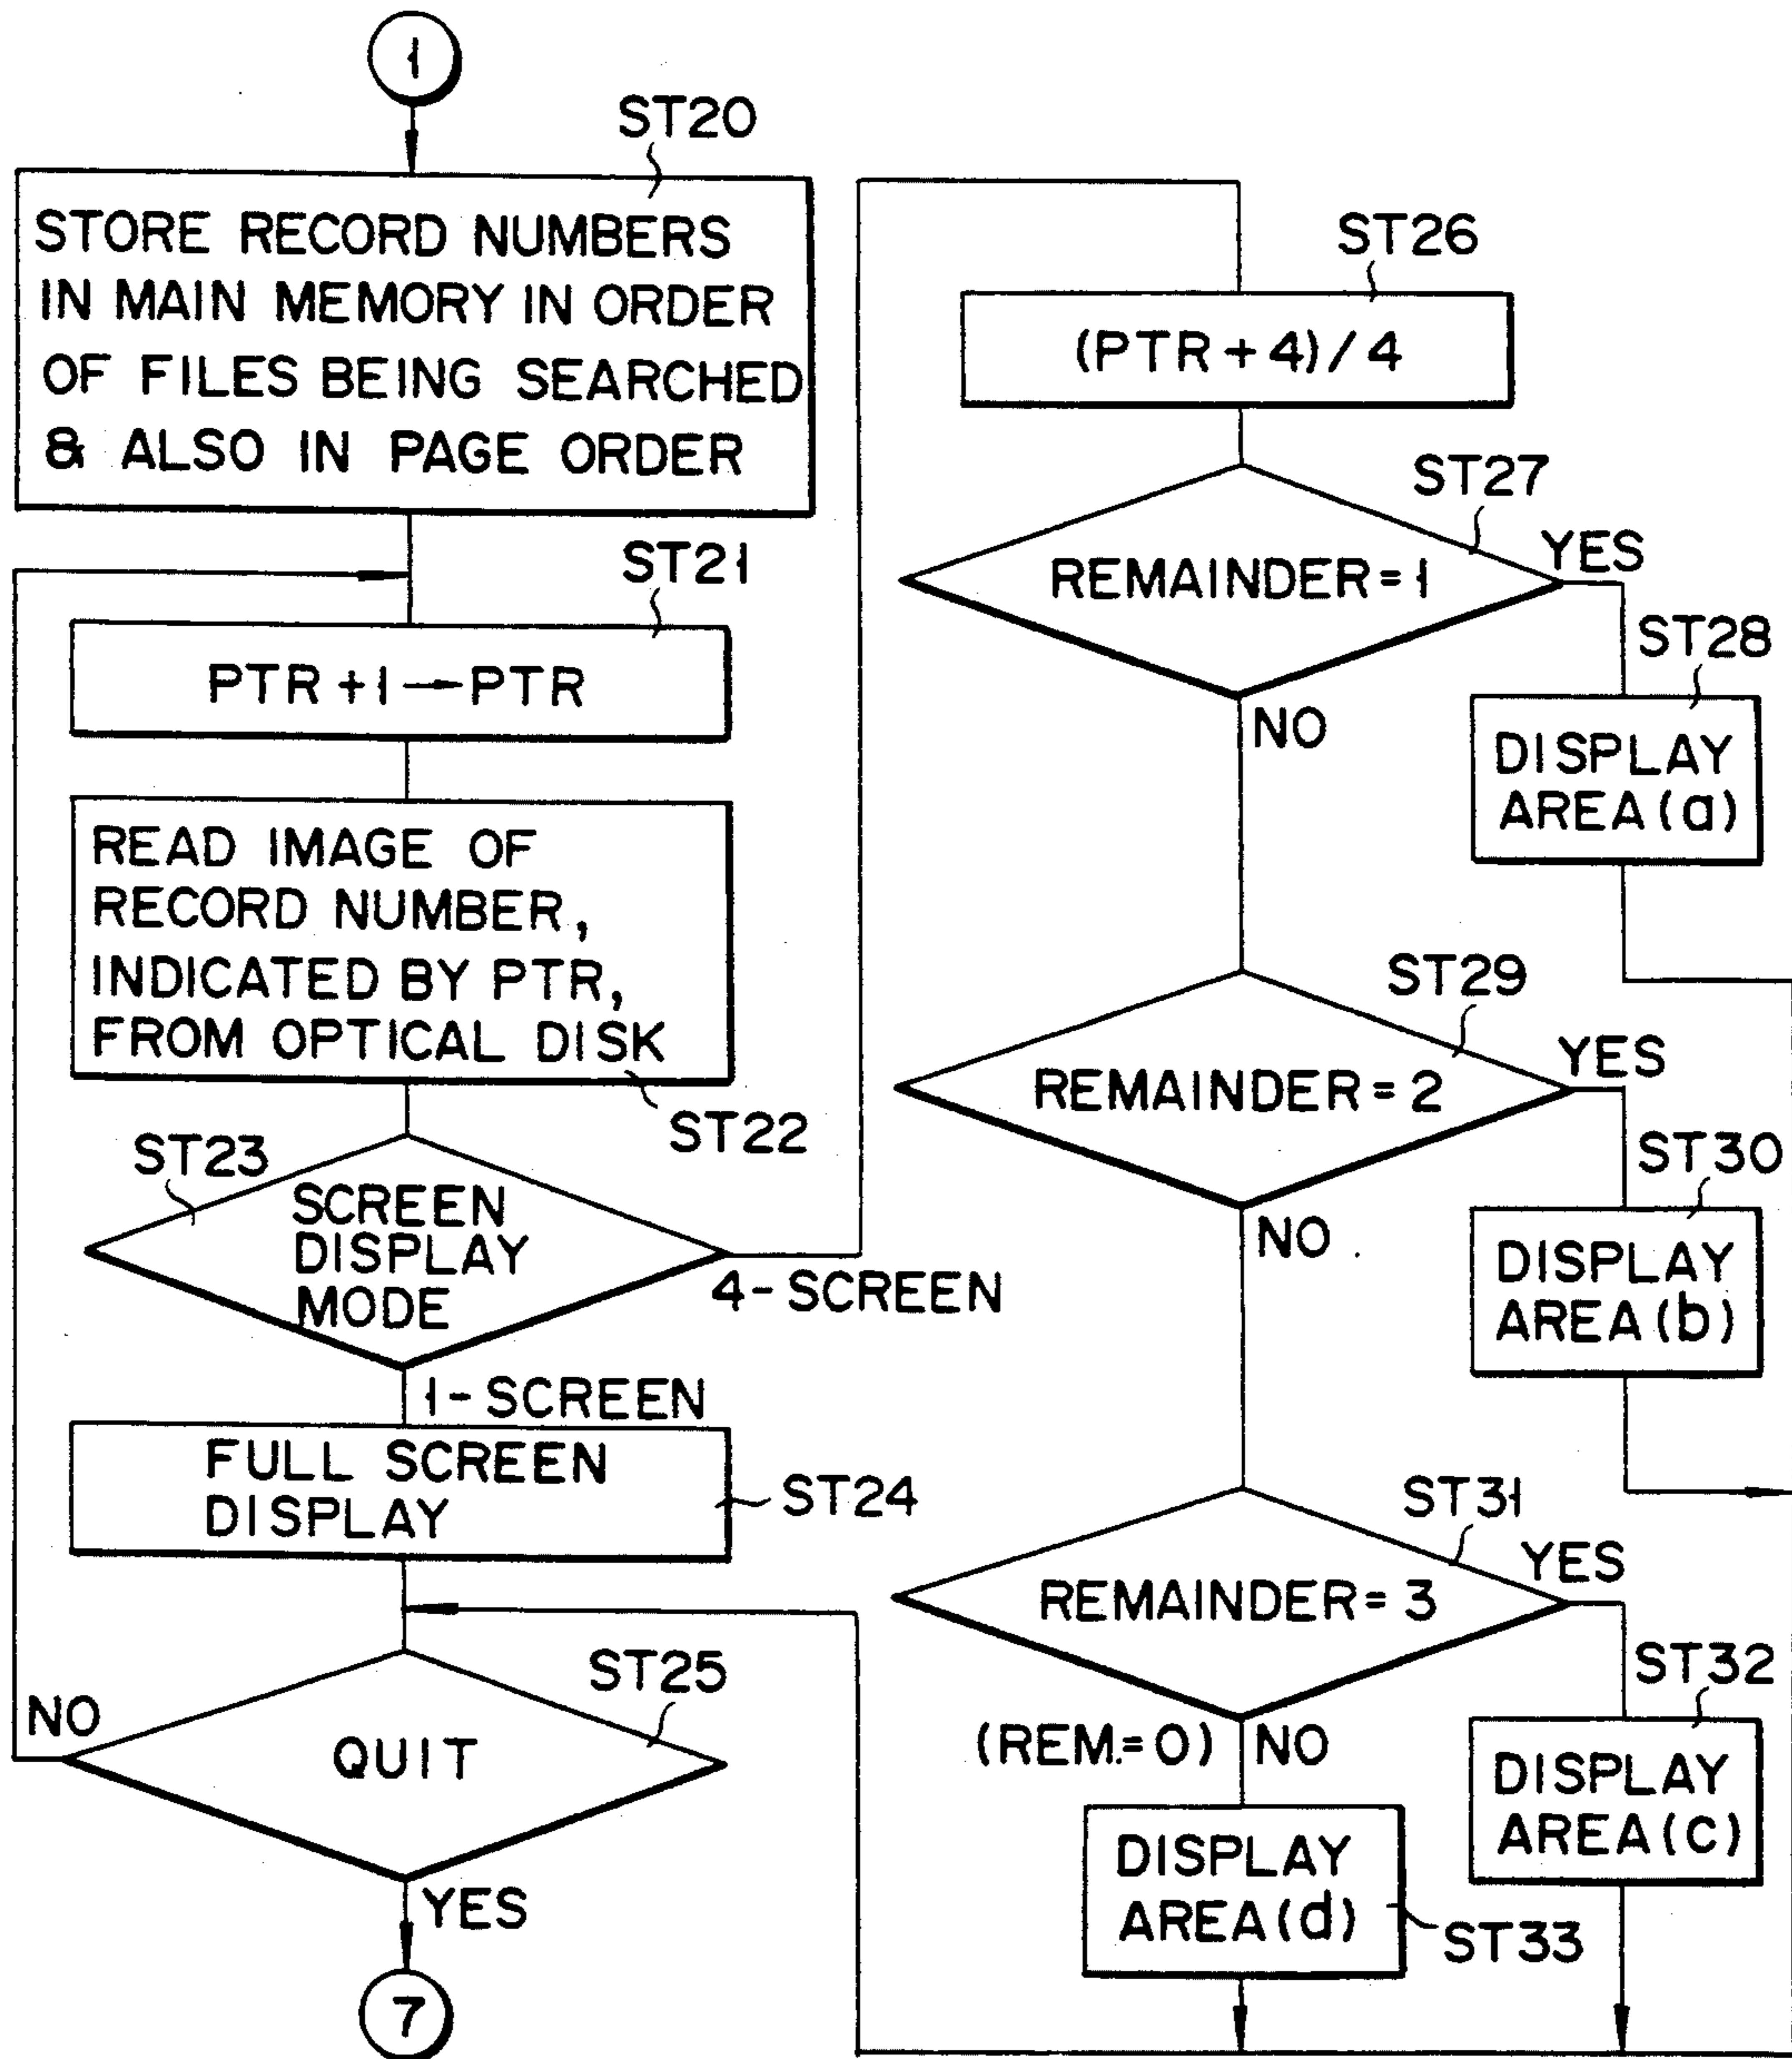 1
ST20
STORE RECORD NUMBERS
IN MAIN MEMORY IN ORDER
OF FILES BEING SEARCHED
& ALSO IN PAGE ORDER
ST21
PTR + 1 → PTR
READ IMAGE OF
RECORD NUMBER,
INDICATED BY PTR,
FROM OPTICAL DISK
ST22
ST23
SCREEN
DISPLAY
MODE
4-SCREEN
1-SCREEN
FULL SCREEN
DISPLAY
ST24
ST25
NO
QUIT
YES
7
ST26
(PTR + 4) / 4
ST27
REMAINDER = 1
YES
NO
ST28
DISPLAY
AREA (a)
ST29
REMAINDER = 2
YES
NO
ST30
DISPLAY
AREA (b)
ST31
REMAINDER = 3
YES
(REM. = 0) NO
ST32
DISPLAY
AREA (c)
DISPLAY
AREA (d)
ST33